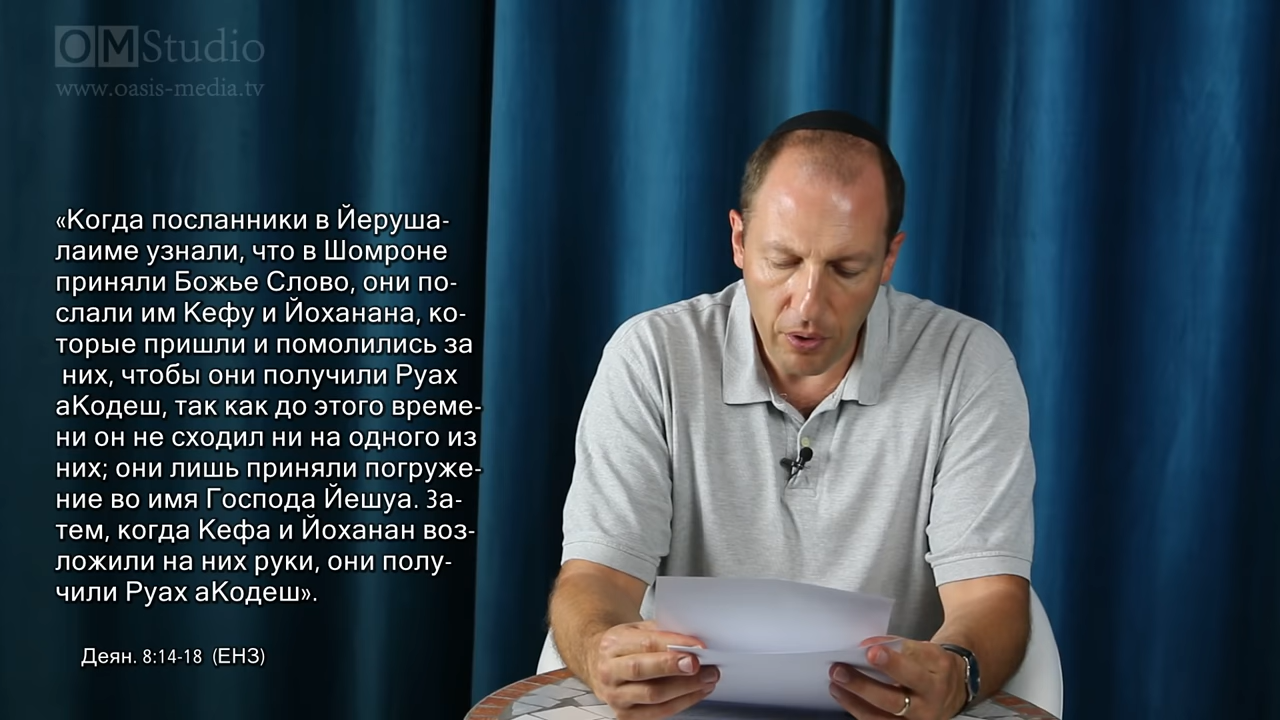 OM Studio
www.oasis-media.tv
«Когда посланники в Йеруша-
лаиме узнали, что в Шомроне
приняли Божье Слово, они по-
слали им Кефу и Йоханана, ко-
торые пришли и помолились за
них, чтобы они получили Руах
аКодеш, так как до этого време-
ни он не сходил ни на одного из
них; они лишь приняли погруже-
ние во имя Господа Йешуа. За-
тем, когда Кефа и Йоханан воз-
ложили на них руки, они полу-
чили Руах аКодеш».
Деян. 8:14-18 (ЕНЗ)